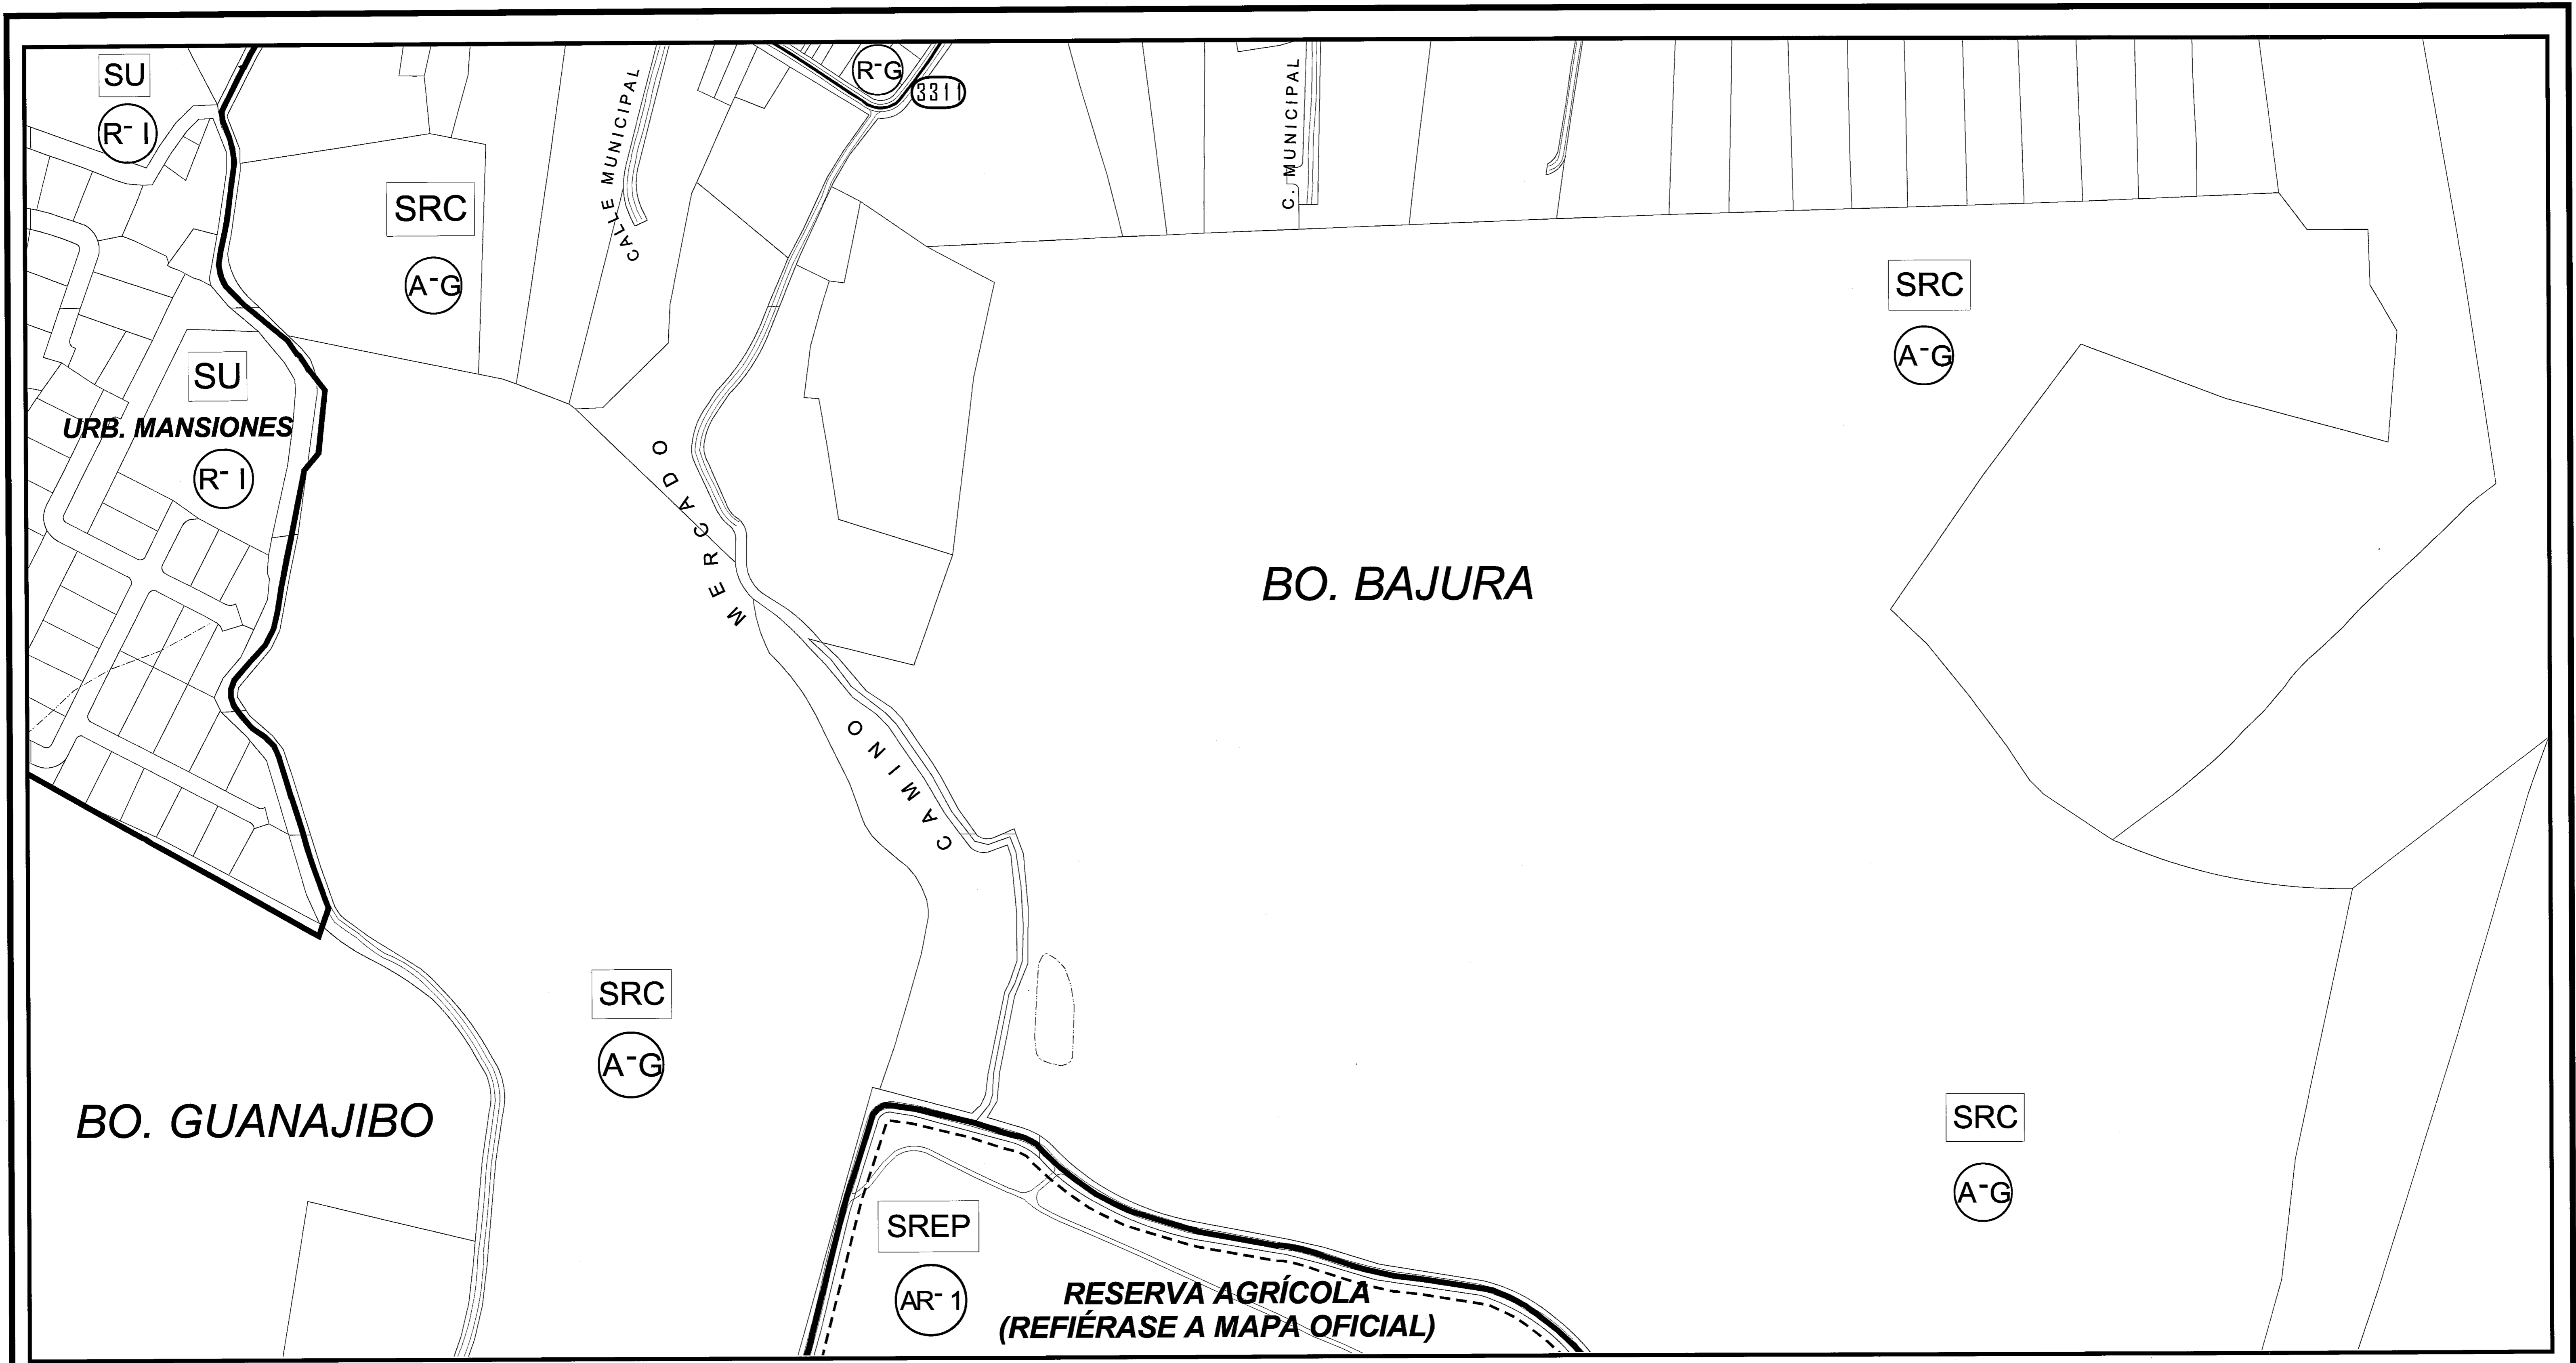 SU
R-I
R-G
3311
CALLE MUNICIPAL
C. MUNICIPAL
SRC
A-G
SRC
A-G
SU
URB. MANSIONES
R-I
CAMINO MERCADO
BO. BAJURA
SRC
A-G
BO. GUANAJIBO
SRC
A-G
SREP
AR-1
RESERVA AGRÍCOLA
(REFIÉRASE A MAPA OFICIAL)